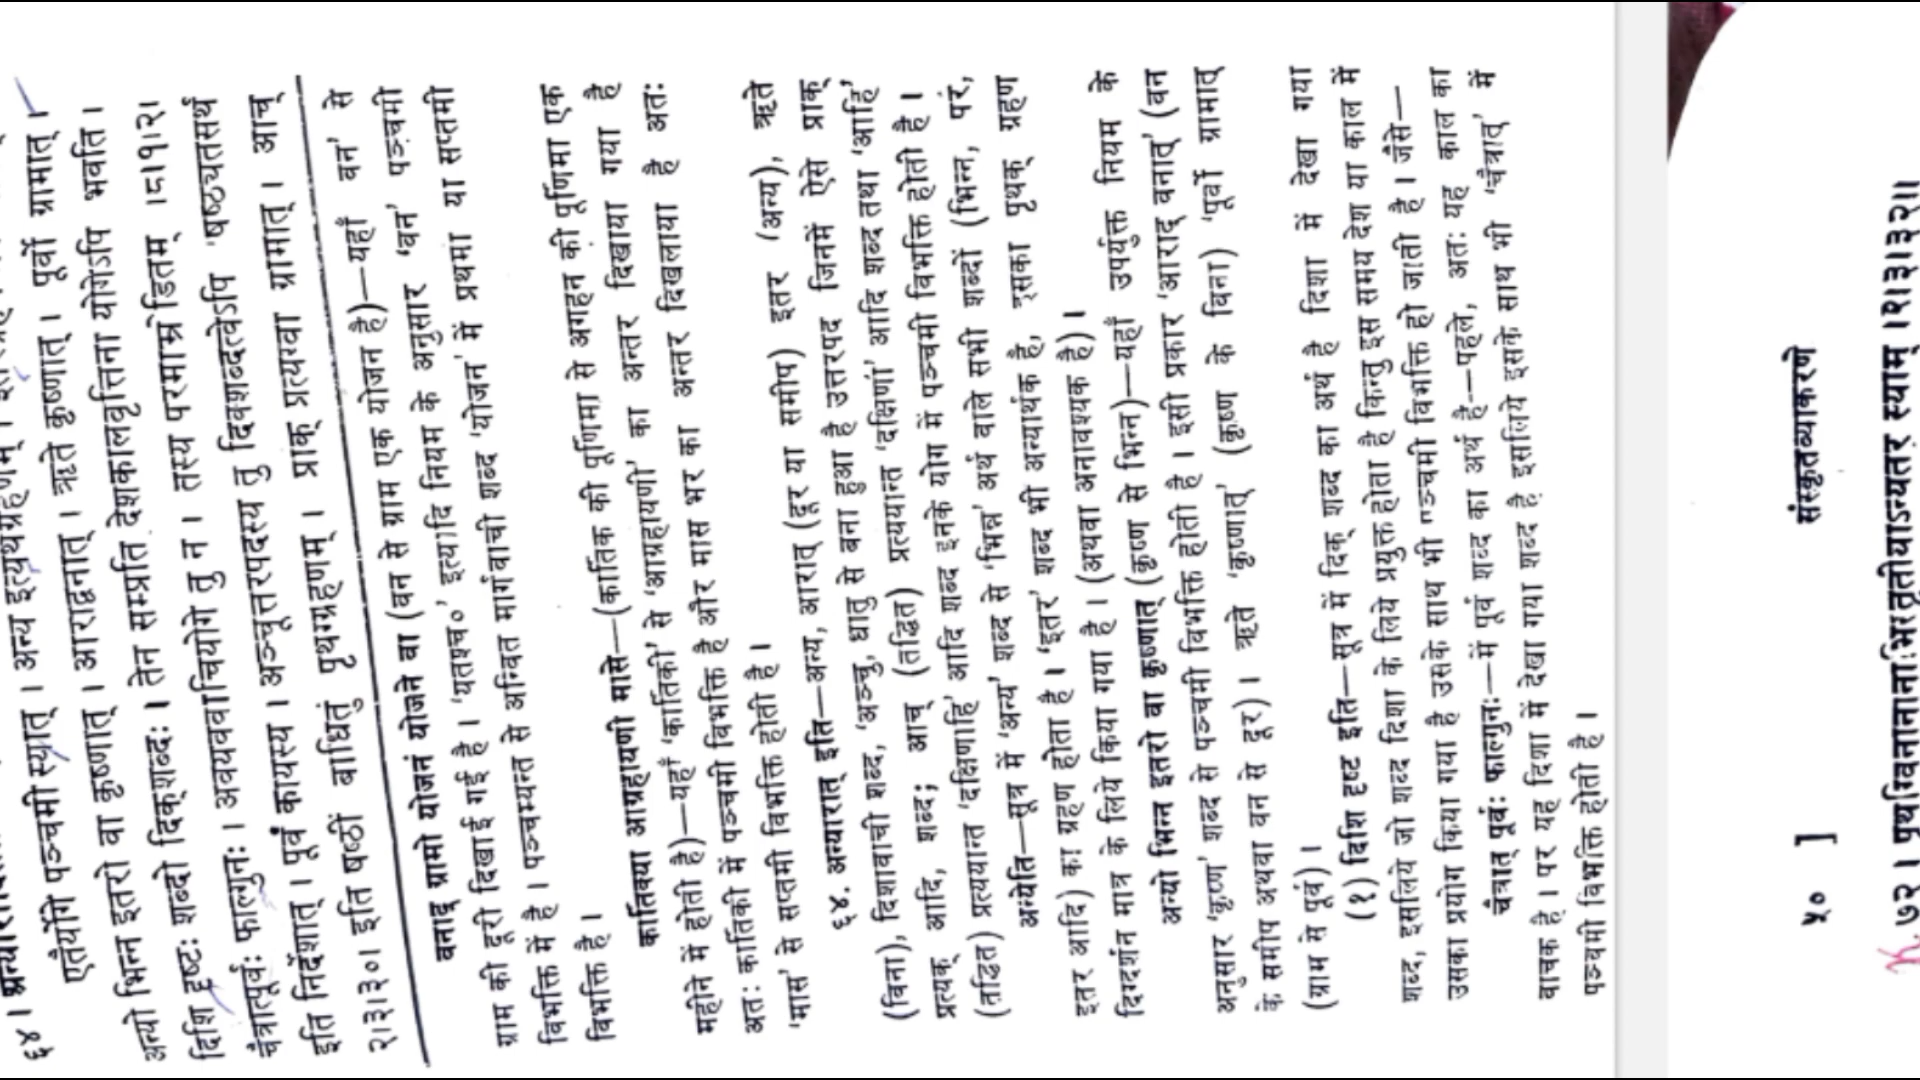 ६४ ।
एतैर्योगे पञ्चमी स्यात् । अन्य इत्यर्थग्रहणम् ।
अन्यो भिन्न इतरो वा कृष्णात् । आराद्वनात् । ऋते कृष्णात् । पूर्वो ग्रामात् ।
दिशि दृष्टः शब्दो दिक्शब्दः । तेन सम्प्रति देशकालवृत्तिना योगेऽपि भवति ।
चैत्रात्पूर्वः फाल्गुनः । अवयववाचियोगे तु न । तस्य परमाम्रेडितम् ।८।१।२।
इति निर्देशात् । पूर्वं कायस्य । अञ्चूत्तरपदस्य तु दिक्शब्दत्वेऽपि 'षष्ठ्यतसर्थ
२।३।३०। इति षष्ठीं बाधितुं पृथग्ग्रहणम् । प्राक् प्रत्यग्वा ग्रामात् । आच्
वनाद् ग्रामो योजनं योजने वा (वन से ग्राम एक योजन है)—यहाँ वन' से
ग्राम की दूरी दिखाई गई है । 'यतश्च०' इत्यादि नियम के अनुसार 'वन' पञ्चमी
विभक्ति में है । पञ्चम्यन्त से अन्वित मार्गवाची शब्द 'योजन' में प्रथमा या सप्तमी
विभक्ति है ।
कार्तिक्या आग्रहायणी मासे—(कार्तिक की पूर्णिमा से अगहन की पूर्णिमा एक
महीने में होती है)—यहाँ 'कार्तिकी' से 'आग्रहायणी' का अन्तर दिखाया गया है
अतः कार्तिकी में पञ्चमी विभक्ति है और मास भर का अन्तर दिखलाया है अतः
'मास' से सप्तमी विभक्ति होती है ।
६४. अन्यारात् इति—अन्य, आरात् (दूर या समीप) इतर (अन्य), ऋते
(विना), दिशावाची शब्द, 'अञ्चु, धातु से बना हुआ है उत्तरपद जिनमें ऐसे प्राक्
प्रत्यक् आदि, शब्द; आच् (तद्धित) प्रत्ययान्त 'दक्षिणा' आदि शब्द तथा 'आहि'
(तद्धित) प्रत्ययान्त 'दक्षिणाहि' आदि शब्द इनके योग में पञ्चमी विभक्ति होती है ।
अन्येति—सूत्र में 'अन्य' शब्द से 'भिन्न' अर्थ वाले सभी शब्दों (भिन्न, पर,
इतर आदि) का ग्रहण होता है । 'इतर' शब्द भी अन्यार्थक है, इसका पृथक् ग्रहण
दिग्दर्शन मात्र के लिये किया गया है । (अथवा अनावश्यक है) ।
अन्यो भिन्न इतरो वा कृष्णात् (कृष्ण से भिन्न)—यहाँ उपर्युक्त नियम के
अनुसार 'कृष्ण' शब्द से पञ्चमी विभक्ति होती है । इसी प्रकार 'आराद् वनात्' (वन
के समीप अथवा वन से दूर) । ऋते 'कृष्णात्' (कृष्ण के विना) 'पूर्वो ग्रामात्
(ग्राम से पूर्व) ।
(१) दिशि दृष्ट इति—सूत्र में दिक् शब्द का अर्थ है दिशा में देखा गया
शब्द, इसलिये जो शब्द दिशा के लिये प्रयुक्त होता है किन्तु इस समय देश या काल में
उसका प्रयोग किया गया है उसके साथ भी पञ्चमी विभक्ति हो जाती है । जैसे—
चैत्रात् पूर्वः फाल्गुनः—में पूर्व शब्द का अर्थ है—पहले, अतः यह काल का
वाचक है । पर यह दिशा में देखा गया शब्द है इसलिये इसके साथ भी 'चैत्रात्' में
पञ्चमी विभक्ति होती है ।
५० ] संस्कृतव्याकरणे
७२ । पृथग्विनानानाभिस्तृतीयाऽन्यतरस्याम् ।२।३।३२॥